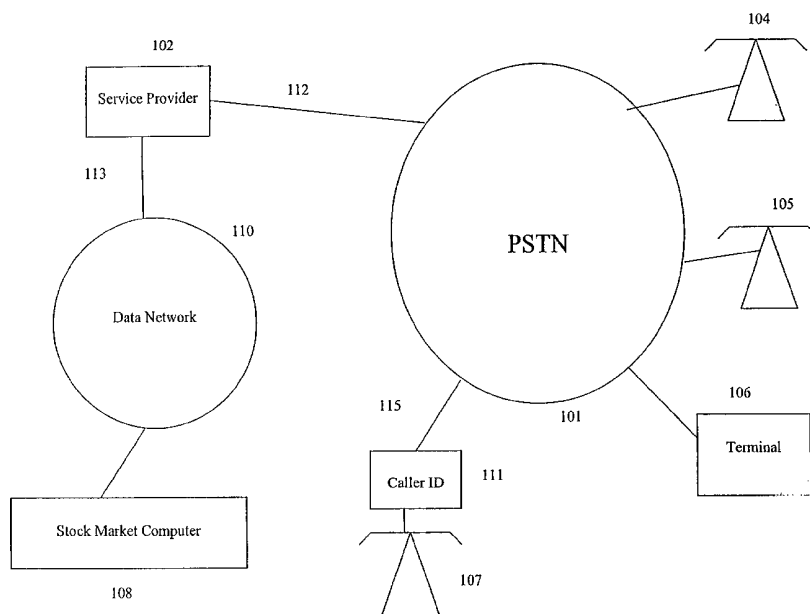 104
102
Service Provider
112
113
110
105
PSTN
Data Network
115
101
106
Terminal
Caller ID
111
Stock Market Computer
107
108